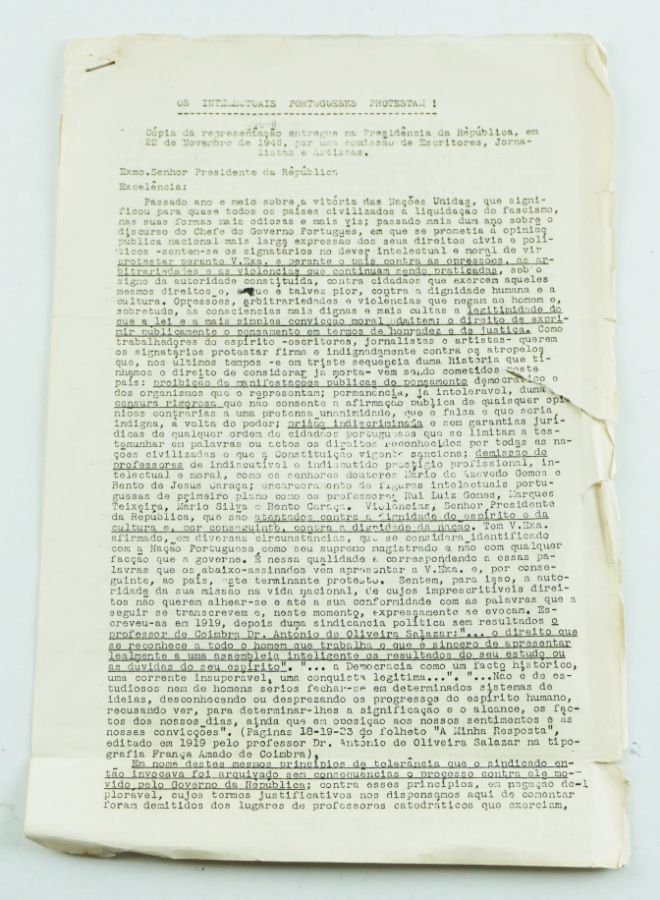 OS INTELECTUAIS PORTUGUESES PROTESTAM !
Cópia da representação entregue na Presidência da República, em
22 de Novembro de 1946, por uma comissão de Escritores, Jorna-
listas e Artistas.
Exmo.Senhor Presidente da República
Excelência:
Passado ano e meio sobre a vitória das Nações Unidas, que signi-
ficou para quase todos os países civilizados a liquidação do fascismo,
nas suas formas mais odiosas e mais vis; passado mais dum ano sobre o
discurso do Chefe do Governo Português, em que se prometia á opinião
pública nacional mais larga expressão dos seus direitos civis e polí-
ticos -sentem-se os signatários no dever intelectual e moral de vir
protestar perante V.Exa. e perante o país contra as opressões, as ar-
bitrariedades e as violências que continuam sendo praticadas, sob o
signo da autoridade constituída, contra cidadãos que exercem aqueles
mesmos direitos e, o que é talvez pior, contra a dignidade humana e a
cultura. Opressões, arbitrariedades e violências que negam ao homem e,
sobretudo, às consciências mais dignas e mais cultas a legitimidade do
que a lei e a mais simples convicção moral admitem: o direito de expri-
mir publicamente o pensamento em termos de honradez e de justiça. Como
trabalhadores do espírito -escritores, jornalistas e artistas- querem
os signatários protestar firme e indignadamente contra os atropelos
que, nos últimos tempos -e em triste sequência duma História que tí-
nhamos o direito de considerar já morta- vêm sendo cometidos neste
país: proibição de manifestações públicas do pensamento democrático e
dos organismos que o representam; permanência, já intolerável, duma
censura rigorosa que não consente a afirmação pública de quaisquer opi-
niões contrárias a uma pretensa unanimidade, que é falsa e que seria
indigna, á volta do poder; prisão indiscriminada e sem garantias jurí-
dicas de qualquer ordem de cidadãos portugueses que se limitam a tes-
temunhar em palavras ou actos os direitos reconhecidos por todas as na-
ções civilizadas e que a Constituição vigente sanciona; demissão de
professores de indiscutível e indiscutido prestígio profissional, in-
telectual e moral, como os senhores doutores Mário de Azevedo Gomes e
Bento de Jesus Caraça; encarceramento de figuras intelectuais portu-
guesas de primeiro plano como os professores Rui Luiz Gomes, Marques
Teixeira, Mário Silva e Bento Caraça. Violências, Senhor Presidente
da República, que são atentados contra a dignidade do espírito e da
cultura e, por conseguinte, contra a dignidade da nação. Tem V.Exa.
afirmado, em diversas circunstâncias, que se considera identificado
com a Nação Portuguesa como seu supremo magistrado e não com qualquer
facção que a governe. É nessa qualidade e correspondendo a essas pa-
lavras que os abaixo-assinados vêm apresentar a V.Exa. e, por conse-
guinte, ao país, este terminante protesto. Sentem, para isso, a auto-
ridade da sua missão na vida nacional, de cujos imprescritíveis direi-
tos não querem alhear-se e até a sua conformidade com as palavras que a
seguir se transcrevem e, neste momento, expressamente se evocam. Es-
creveu-as em 1919, depois duma sindicância política sem resultados o
professor de Coimbra Dr. António de Oliveira Salazar:"... o direito que
se reconhece a todo o homem que trabalha e que é sincero de apresentar
lealmente a uma assembleia inteligente os resultados do seu estudo ou
as dúvidas do seu espírito". "... a Democracia como um facto histórico,
uma corrente insuperável, uma conquista legítima...". "...Não é de es-
tudiosos nem de homens sérios fechar-se em determinados sistemas de
ideias, desconhecendo ou desprezando os progressos do espírito humano,
recusando ver, para determinar-lhes a significação e o alcance, os fac-
tos dos nossos dias, ainda que em oposição aos nossos sentimentos e às
nossas convicções". (Páginas 18-19-23 do folheto "A Minha Resposta",
editado em 1919 pelo professor Dr. António de Oliveira Salazar na tipo-
grafia França Amado de Coimbra).
Em nome destes mesmos princípios de tolerância que o sindicado en-
tão invocava foi arquivado sem consequências o processo contra ele mo-
vido pelo Governo da República; contra esses princípios, em negação de-
plorável, cujos termos justificativos nos dispensamos aqui de comentar
foram demitidos dos lugares de professores catedráticos que exerciam,